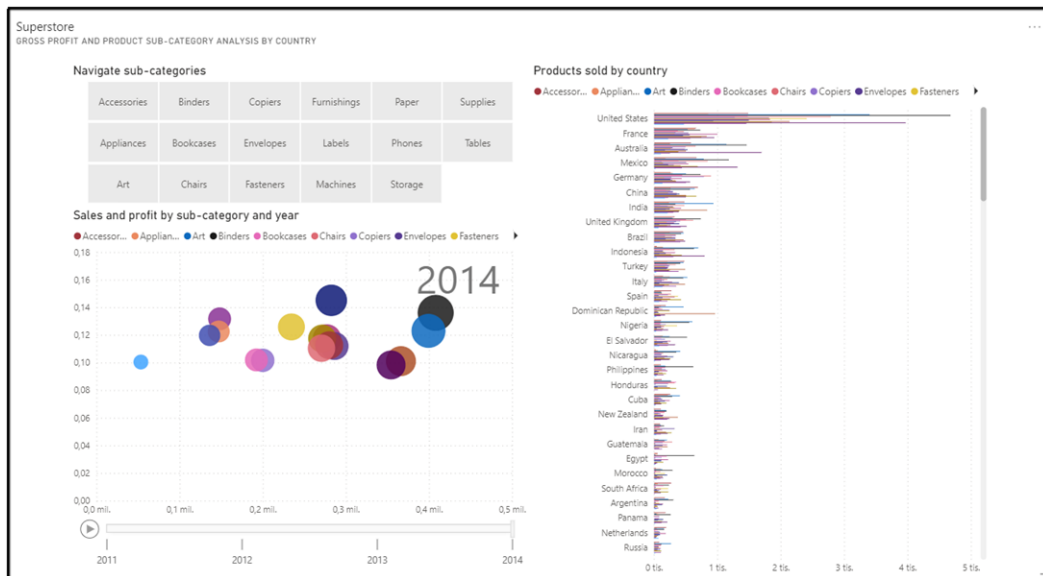 Superstore
GROSS PROFIT AND PRODUCT SUB-CATEGORY ANALYSIS BY COUNTRY
Navigate sub-categories
Accessories Binders Copiers Furnishings Paper Supplies
Appliances Bookcases Envelopes Labels Phones Tables
Art Chairs Fasteners Machines Storage
Sales and profit by sub-category and year
Accessor... Applian... Art Binders Bookcases Chairs Copiers Envelopes Fasteners
2014
0,18
0,16
0,14
0,12
0,10
0,08
0,06
0,04
0,02
0,00
0,0 mil. 0,1 mil. 0,2 mil. 0,3 mil. 0,4 mil. 0,5 mil.
2011 2012 2013 2014
Products sold by country
Accessor... Applian... Art Binders Bookcases Chairs Copiers Envelopes Fasteners
United States
France
Australia
Mexico
Germany
China
India
United Kingdom
Brazil
Indonesia
Turkey
Italy
Spain
Dominican Republic
Nigeria
El Salvador
Nicaragua
Philippines
Honduras
Cuba
New Zealand
Iran
Guatemala
Egypt
Morocco
South Africa
Argentina
Panama
Netherlands
Russia
0 tis. 1 tis. 2 tis. 3 tis. 4 tis. 5 tis.